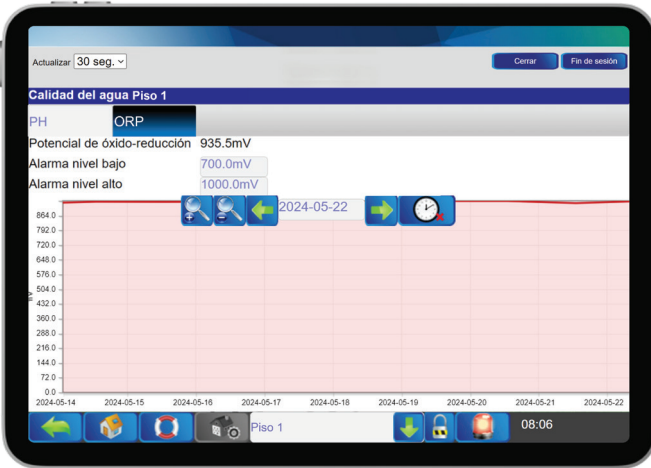 Actualizar 30 seg. Cerrar Fin de sesión
Calidad del agua Piso 1
PH ORP
Potencial de óxido-reducción 935.5mV
Alarma nivel bajo 700.0mV
Alarma nivel alto 1000.0mV
2024-05-22
864.0
792.0
720.0
648.0
576.0
504.0
mV
432.0
360.0
288.0
216.0
144.0
72.0
0.0
2024-05-14 2024-05-15 2024-05-16 2024-05-17 2024-05-18 2024-05-19 2024-05-20 2024-05-21 2024-05-22
Piso 1 08:06